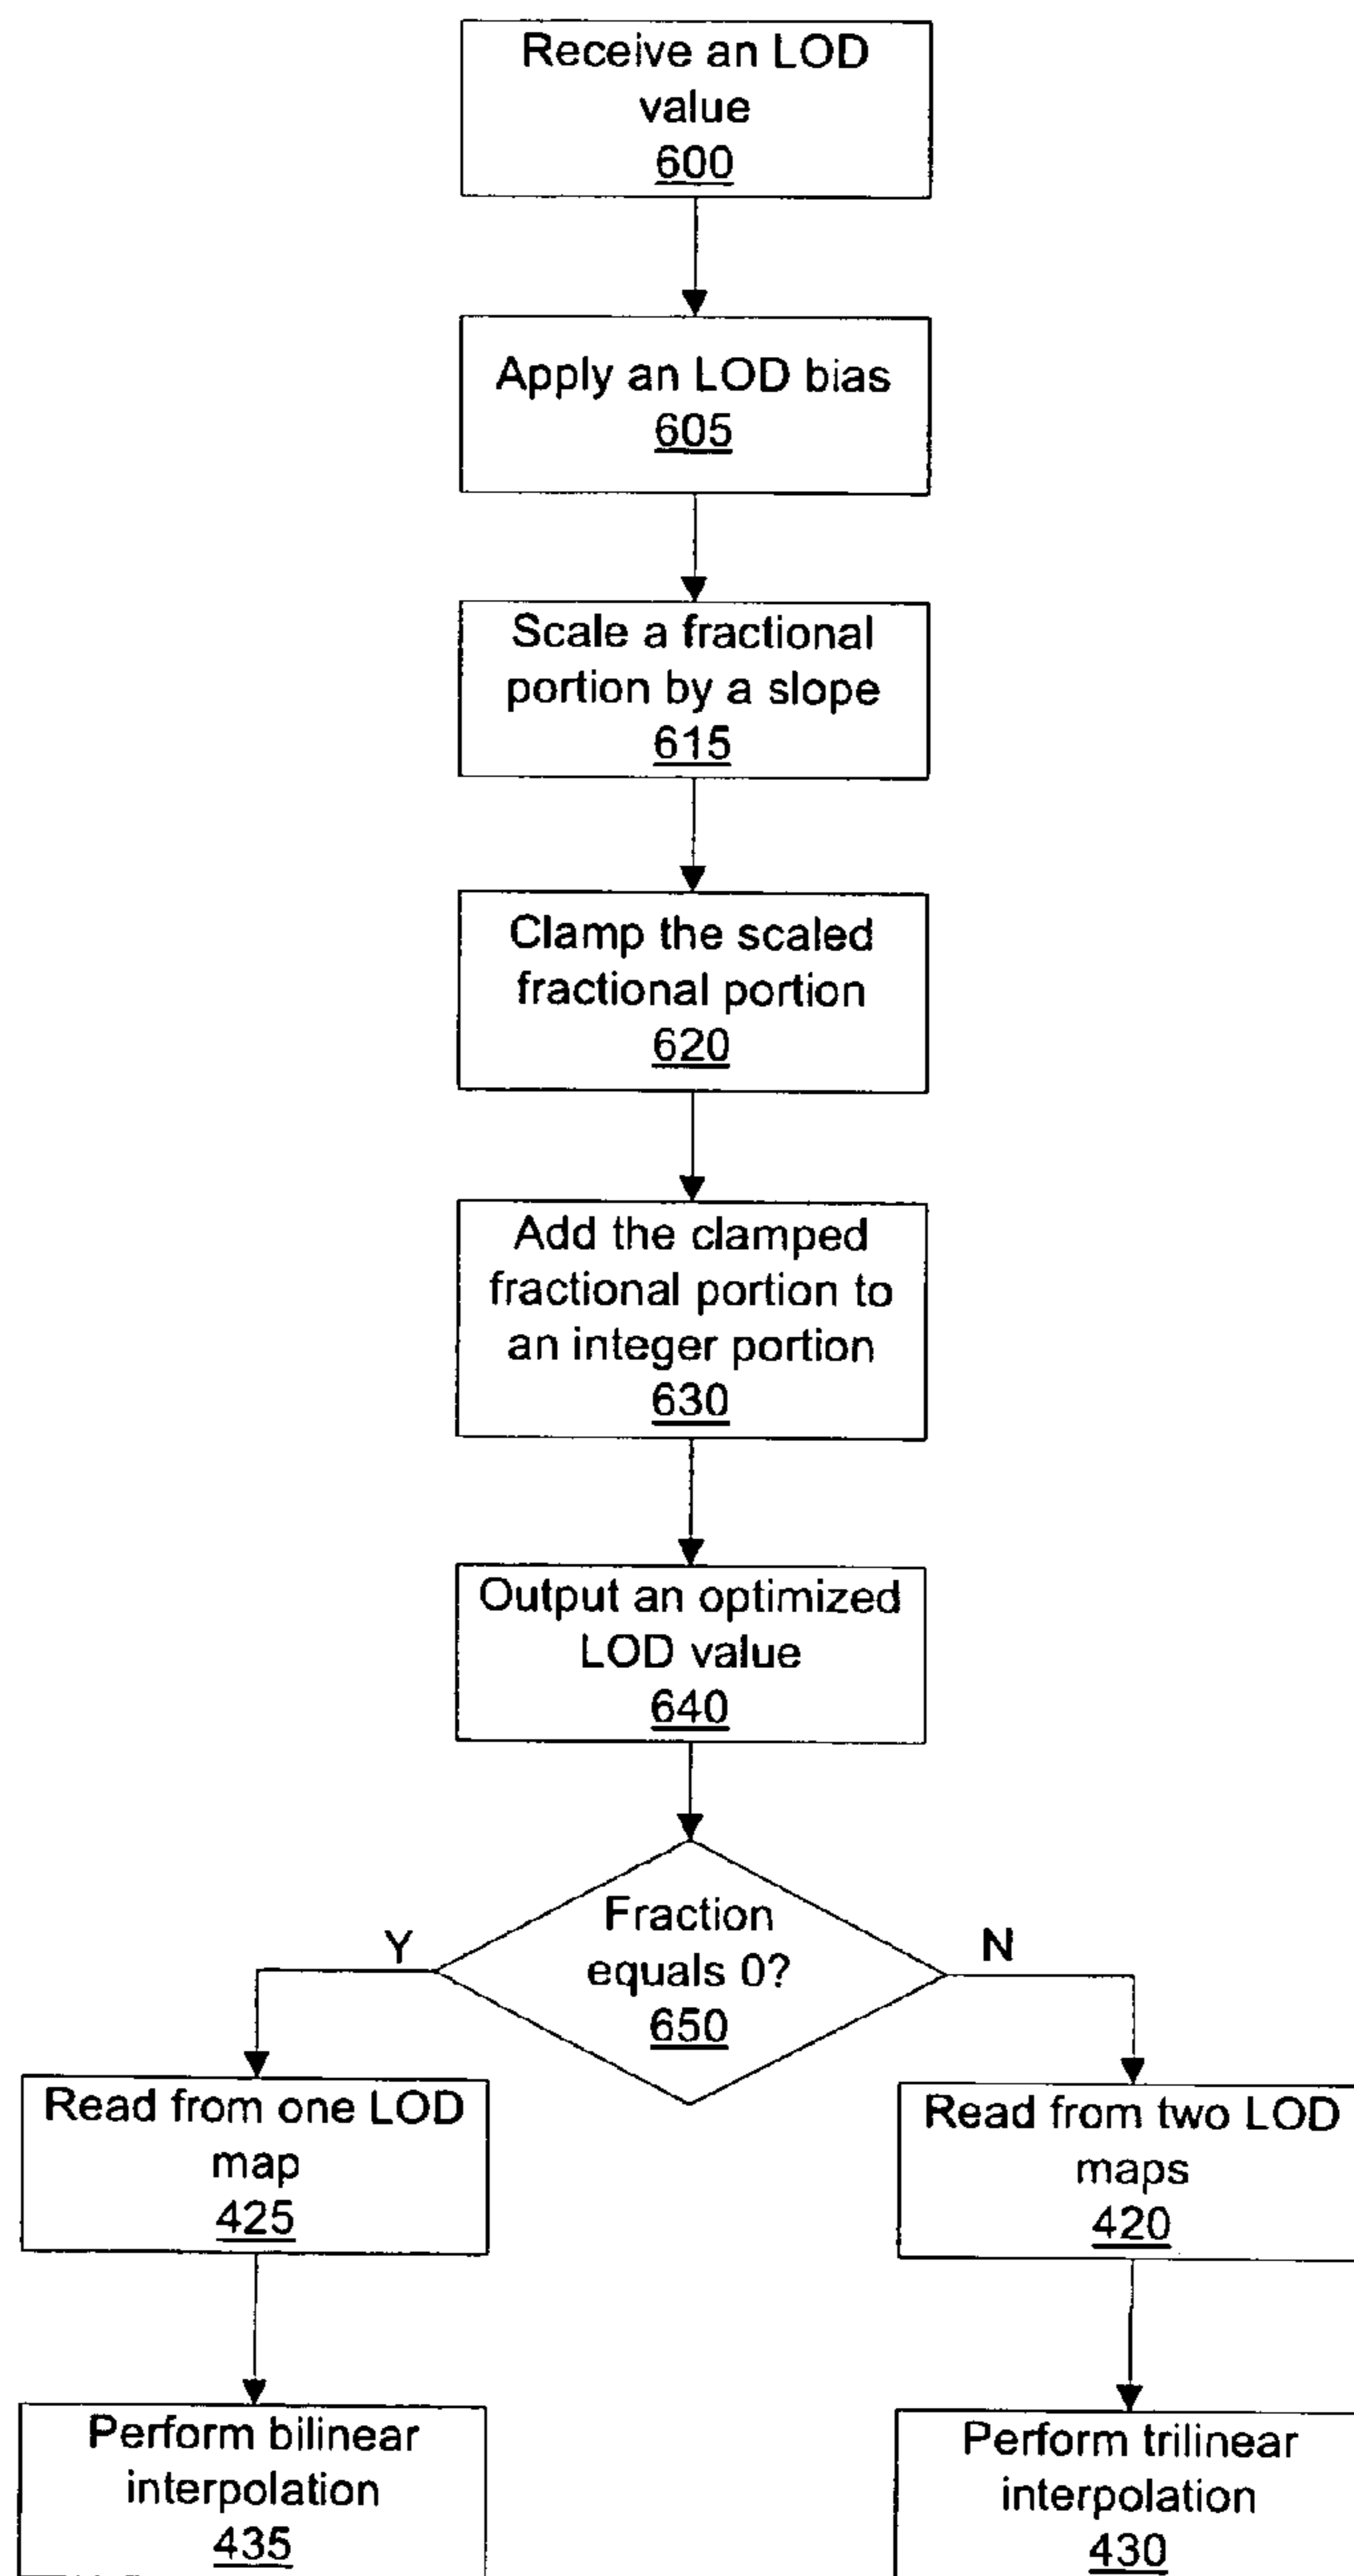 Receive an LOD
value
600
Apply an LOD bias
605
Scale a fractional
portion by a slope
615
Clamp the scaled
fractional portion
620
Add the clamped
fractional portion to
an integer portion
630
Output an optimized
LOD value
640
Fraction
equals 0?
650
Y
N
Read from one LOD
map
425
Read from two LOD
maps
420
Perform bilinear
interpolation
435
Perform trilinear
interpolation
430